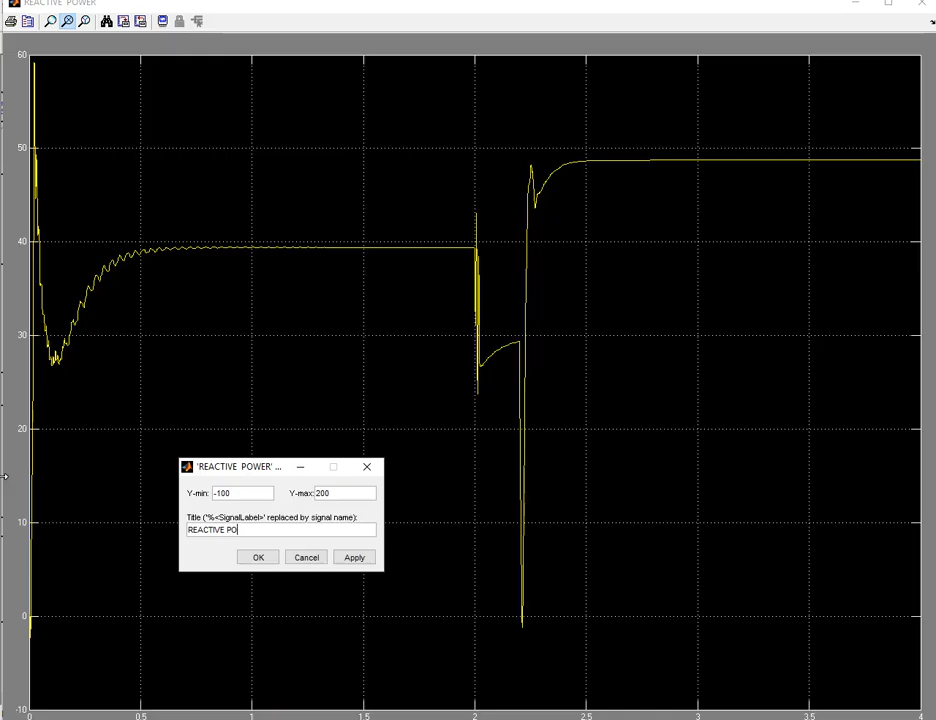 REACTIVE POWER
60
50
40
30
20
10
0
-10
0
0.5
1
1.5
2
2.5
3
3.5
4
'REACTIVE POWER' ...
Y-min: -100 Y-max: 200
Title ('%<SignalLabel>' replaced by signal name):
REACTIVE PO
OK Cancel Apply